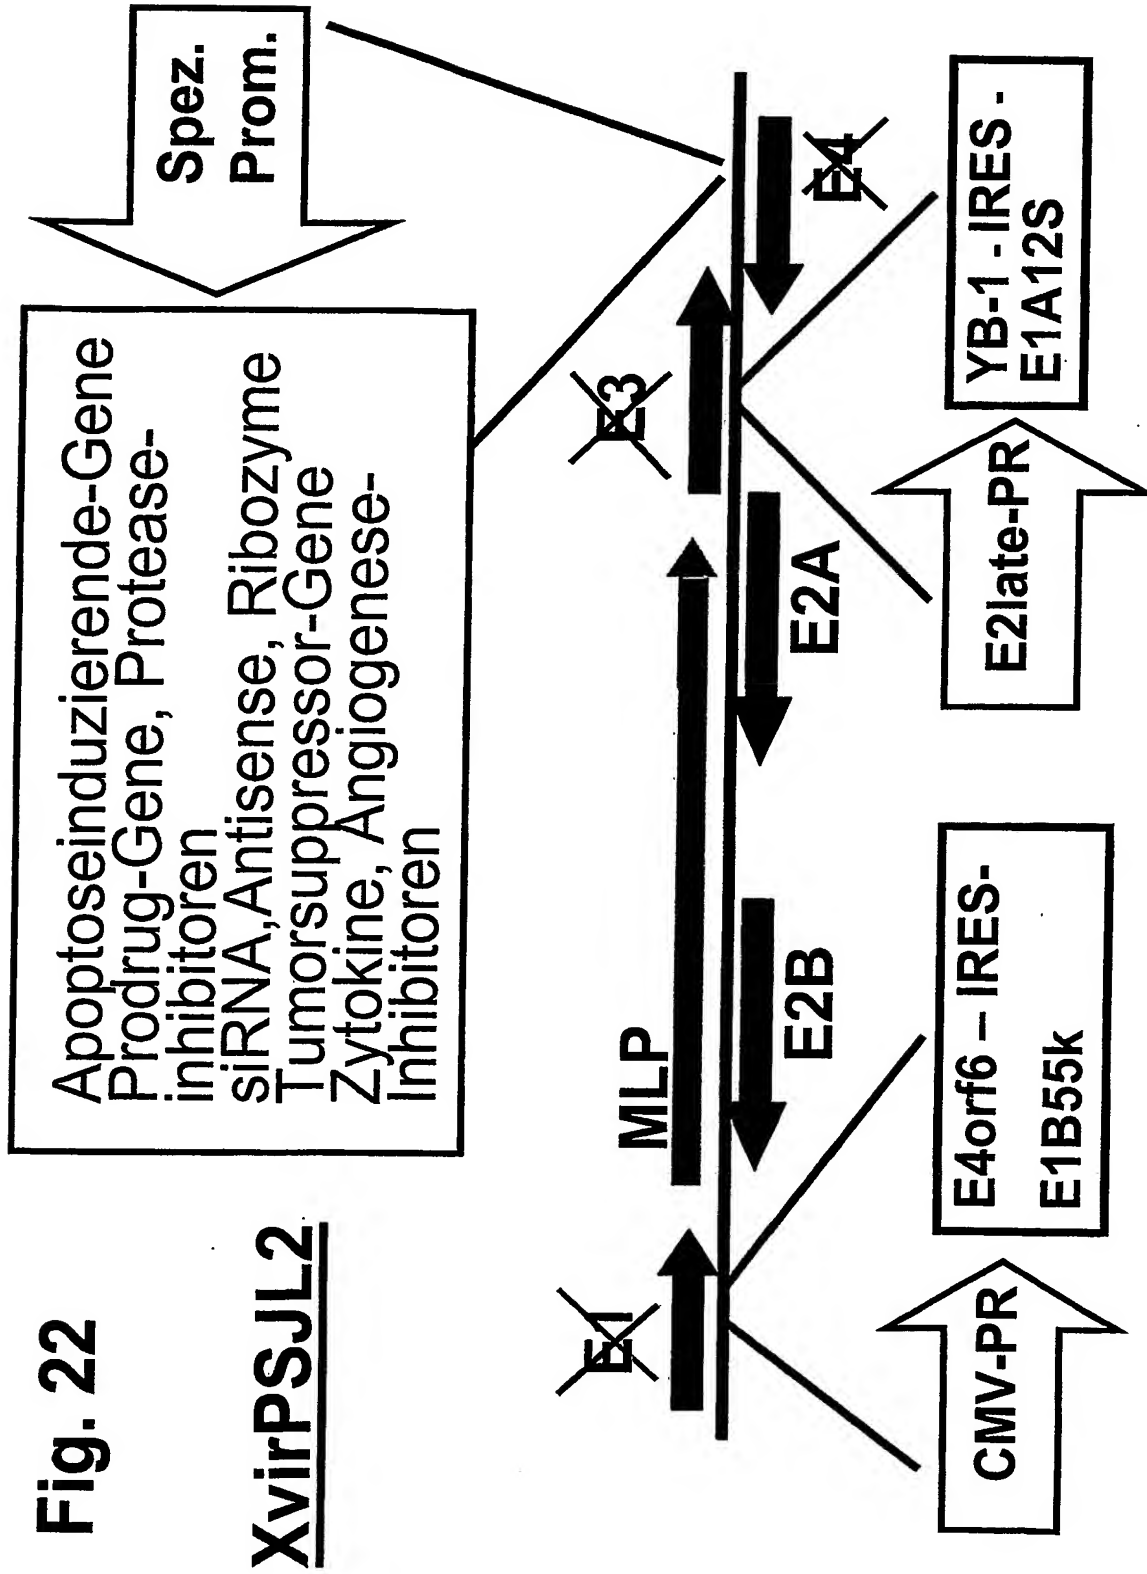 Fig. 22
XvirPSJL2
Apoptoseinduzierende-Gene
Prodrug-Gene, Protease-
inhibitoren
siRNA,Antisense, Ribozyme
Tumorsuppressor-Gene
Zytokine, Angiogenese-
Inhibitoren
Spez.
Prom.
E1
MLP
E3
E2B
E2A
E4
CMV-PR
E4orf6 – IRES-
E1B55k
E2late-PR
YB-1 - IRES -
E1A12S